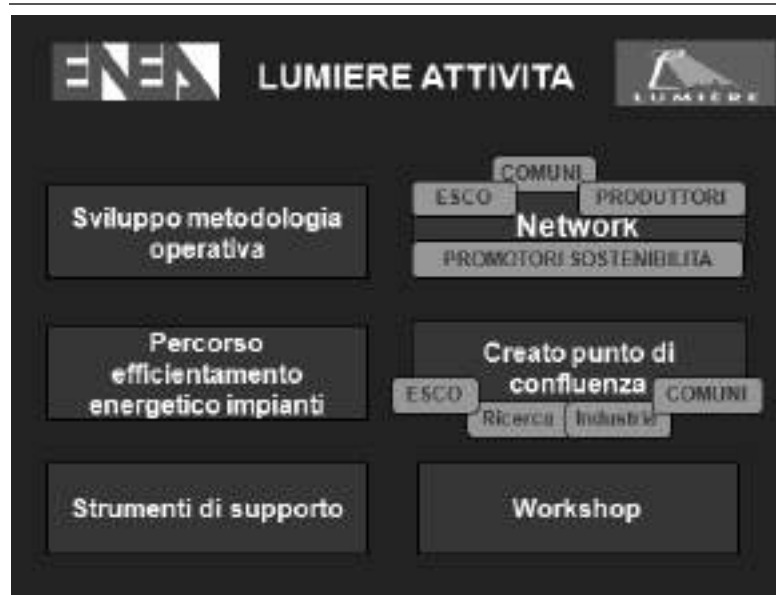 ENEA
LUMIERE ATTIVITA
LUMIERE
Sviluppo metodologia
operativa
COMUNI
ESCO
PRODUTTORI
Network
PROMOTORI SOSTENIBILITA
Percorso
efficientamento
energetico impianti
Creato punto di
confluenza
ESCO
COMUNI
Ricerca
Industria
Strumenti di supporto
Workshop